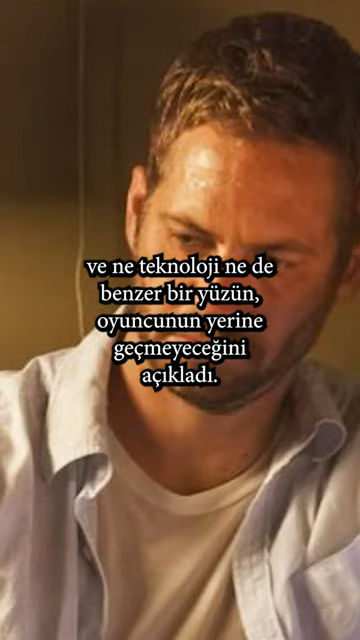 ve ne teknoloji ne de
benzer bir yüzün,
oyuncunun yerine
geçmeyeceğini
açıkladı.